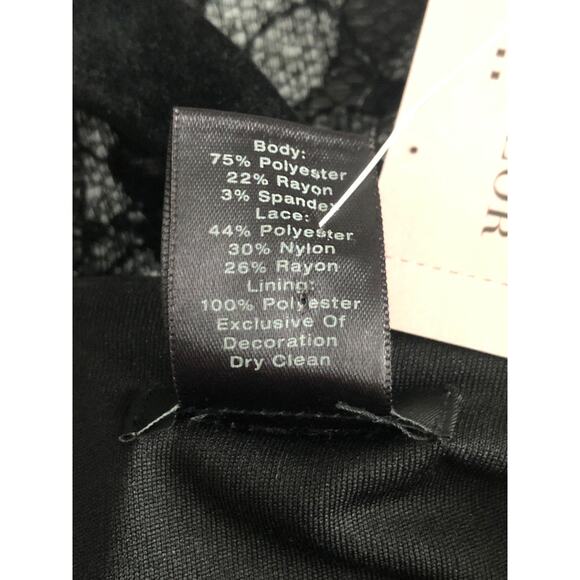 Body:
75% Polyester
22% Rayon
3% Spandex
Lace:
44% Polyester
30% Nylon
26% Rayon
Lining:
100% Polyester
Exclusive Of
Decoration
Dry Clean